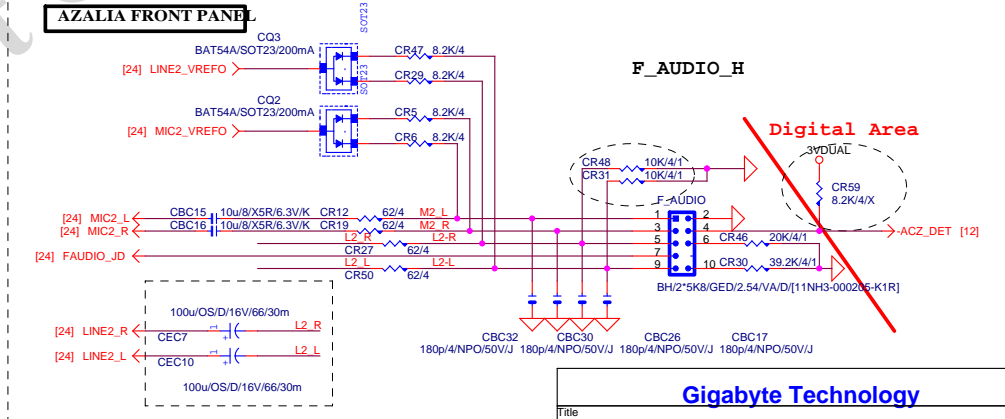 AZALIA FRONT PANEL
SOT23
CQ3
BAT54A/SOT23/200mA
CR47 8.2K/4
[24] LINE2_VREFO
SOT23
CR29 8.2K/4
F_AUDIO_H
CQ2
BAT54A/SOT23/200mA
CR5 8.2K/4
[24] MIC2_VREFO
CR6 8.2K/4
Digital Area
3VDUAL
CR48 10K/4/1
CR31 10K/4/1
CR59
8.2K/4/X
F_AUDIO
[24] MIC2_L CBC15 10u/8/X5R/6.3V/K CR12 62/4 M2_L 1 2
[24] MIC2_R CBC16 10u/8/X5R/6.3V/K CR19 62/4 M2_R 3 4 -ACZ_DET [12]
L2_R L2-R 5 6 CR46 20K/4/1
[24] FAUDIO_JD CR27 62/4 7
L2_L L2-L 9 10 CR30 39.2K/4/1
CR50 62/4
BH/2*5K8/GED/2.54/VA/D/[11NH3-000205-K1R]
100u/OS/D/16V/66/30m
[24] LINE2_R 1 + L2_R
CEC7
[24] LINE2_L 1 + L2_L
CEC10
100u/OS/D/16V/66/30m
CBC32 CBC30 CBC26 CBC17
180p/4/NPO/50V/J 180p/4/NPO/50V/J 180p/4/NPO/50V/J 180p/4/NPO/50V/J
Gigabyte Technology
Title